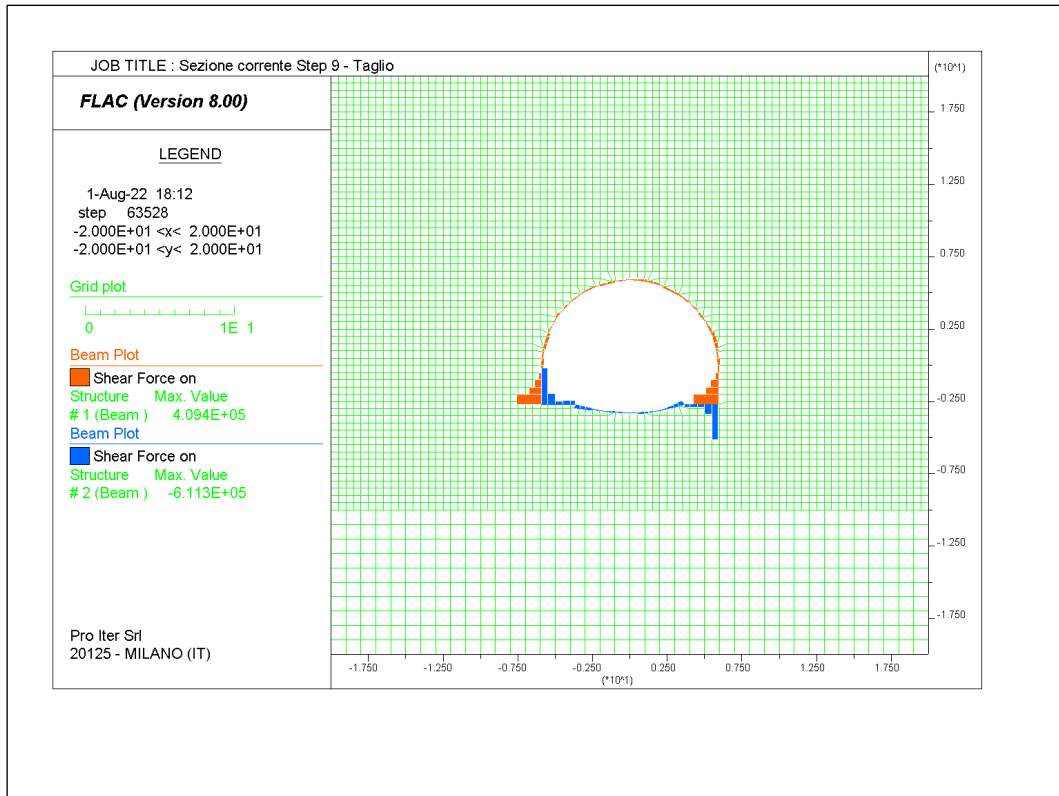 JOB TITLE : Sezione corrente Step 9 - Taglio
FLAC (Version 8.00)
LEGEND
1-Aug-22 18:12
step 63528
-2.000E+01 <x< 2.000E+01
-2.000E+01 <y< 2.000E+01
Grid plot
0 1E 1
Beam Plot
Shear Force on
Structure Max. Value
# 1 (Beam ) 4.094E+05
Beam Plot
Shear Force on
Structure Max. Value
# 2 (Beam ) -6.113E+05
Pro Iter Srl
20125 - MILANO (IT)
(*10^1)
1.750
1.250
0.750
0.250
-0.250
-0.750
-1.250
-1.750
-1.750 -1.250 -0.750 -0.250 0.250 0.750 1.250 1.750
(*10^1)